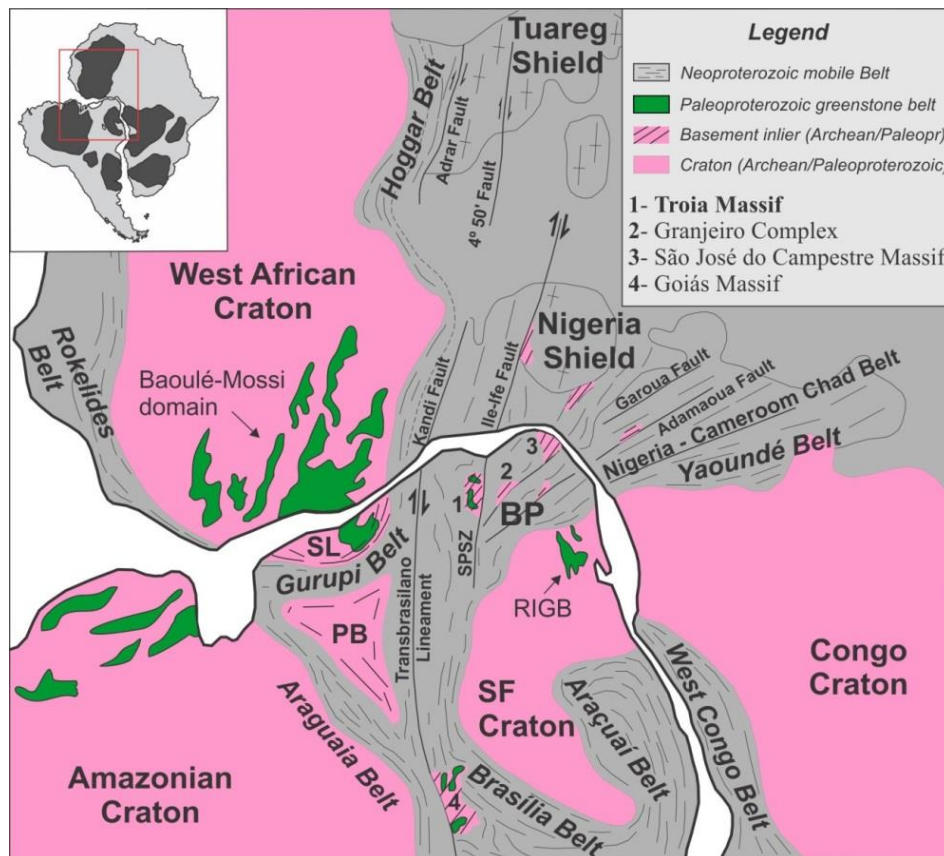 Tuareg
Shield
Legend
Neoproterozoic mobile Belt
Paleoproterozoic greenstone belt
Basement inlier (Archean/Paleopr)
Craton (Archean/Paleoproterozoic)
1- Troia Massif
2- Granjeiro Complex
3- São José do Campestre Massif
4- Goiás Massif
Hoggar Belt
Adrar Fault
4º 50' Fault
West African
Craton
Rokelides
Belt
Baoulé-Mossi
domain
Nigeria
Shield
Kandi Fault
Ile-Ife Fault
Garoua Fault
Adamaoua Fault
Nigeria - Cameroom Chad Belt
Yaoundé Belt
3
2
1
BP
SL
Gurupi Belt
SPSZ
Transbrasilano
Lineament
RIGB
PB
Congo
Craton
West Congo Belt
SF
Craton
Araçuaí Belt
Araguaia Belt
Amazonian
Craton
4
Brasília Belt